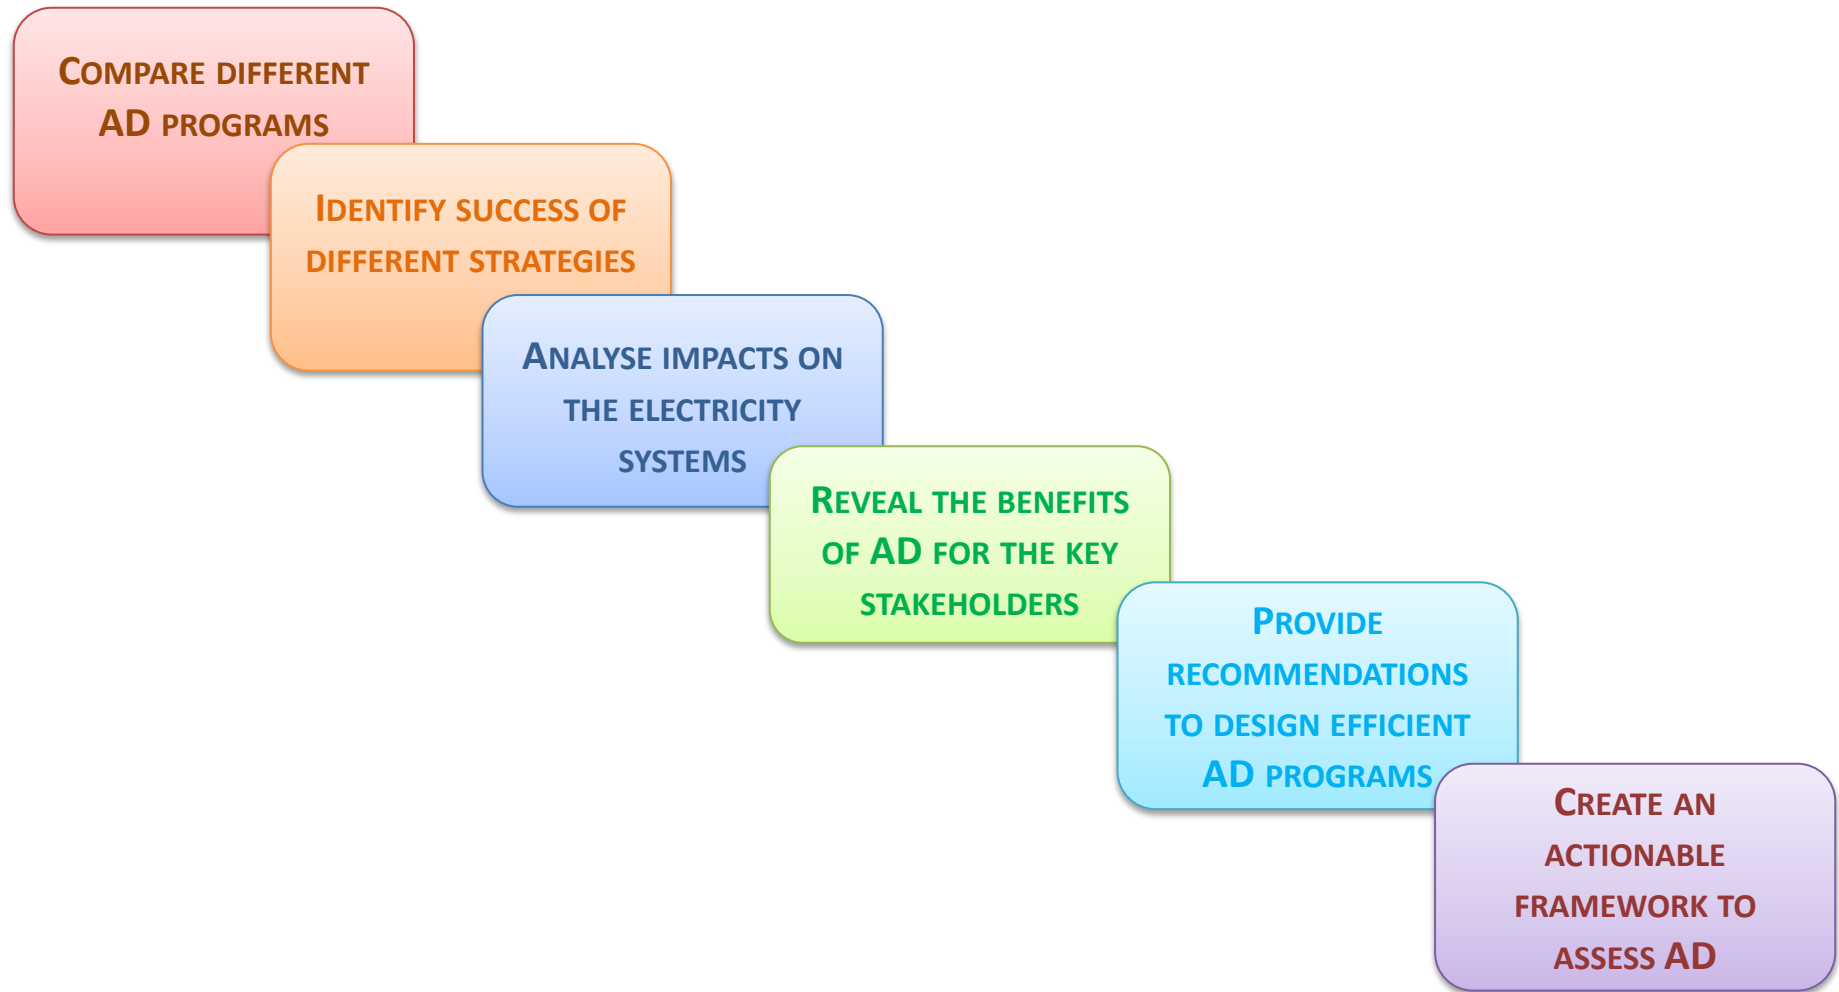 COMPARE DIFFERENT
AD PROGRAMS
IDENTIFY SUCCESS OF
DIFFERENT STRATEGIES
ANALYSE IMPACTS ON
THE ELECTRICITY
SYSTEMS
REVEAL THE BENEFITS
OF AD FOR THE KEY
STAKEHOLDERS
PROVIDE
RECOMMENDATIONS
TO DESIGN EFFICIENT
AD PROGRAMS
CREATE AN
ACTIONABLE
FRAMEWORK TO
ASSESS AD